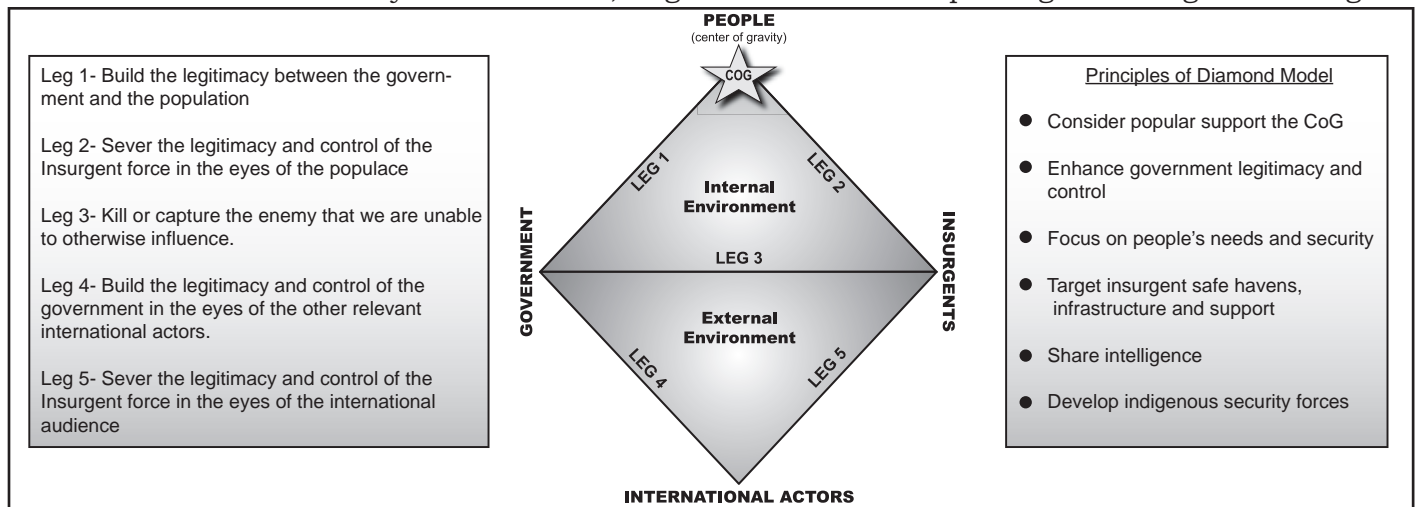 PEOPLE
(center of gravity)
COG
Leg 1- Build the legitimacy between the govern-
ment and the population
Leg 2- Sever the legitimacy and control of the
Insurgent force in the eyes of the populace
Leg 3- Kill or capture the enemy that we are unable
to otherwise influence.
Leg 4- Build the legitimacy and control of the
government in the eyes of the other relevant
international actors.
Leg 5- Sever the legitimacy and control of the
Insurgent force in the eyes of the international
audience
LEG 1
LEG 2
Internal
Environment
GOVERNMENT
LEG 3
INSURGENTS
External
Environment
LEG 4
LEG 5
INTERNATIONAL ACTORS
Principles of Diamond Model
● Consider popular support the CoG
● Enhance government legitimacy and
control
● Focus on people's needs and security
● Target insurgent safe havens,
infrastructure and support
● Share intelligence
● Develop indigenous security forces